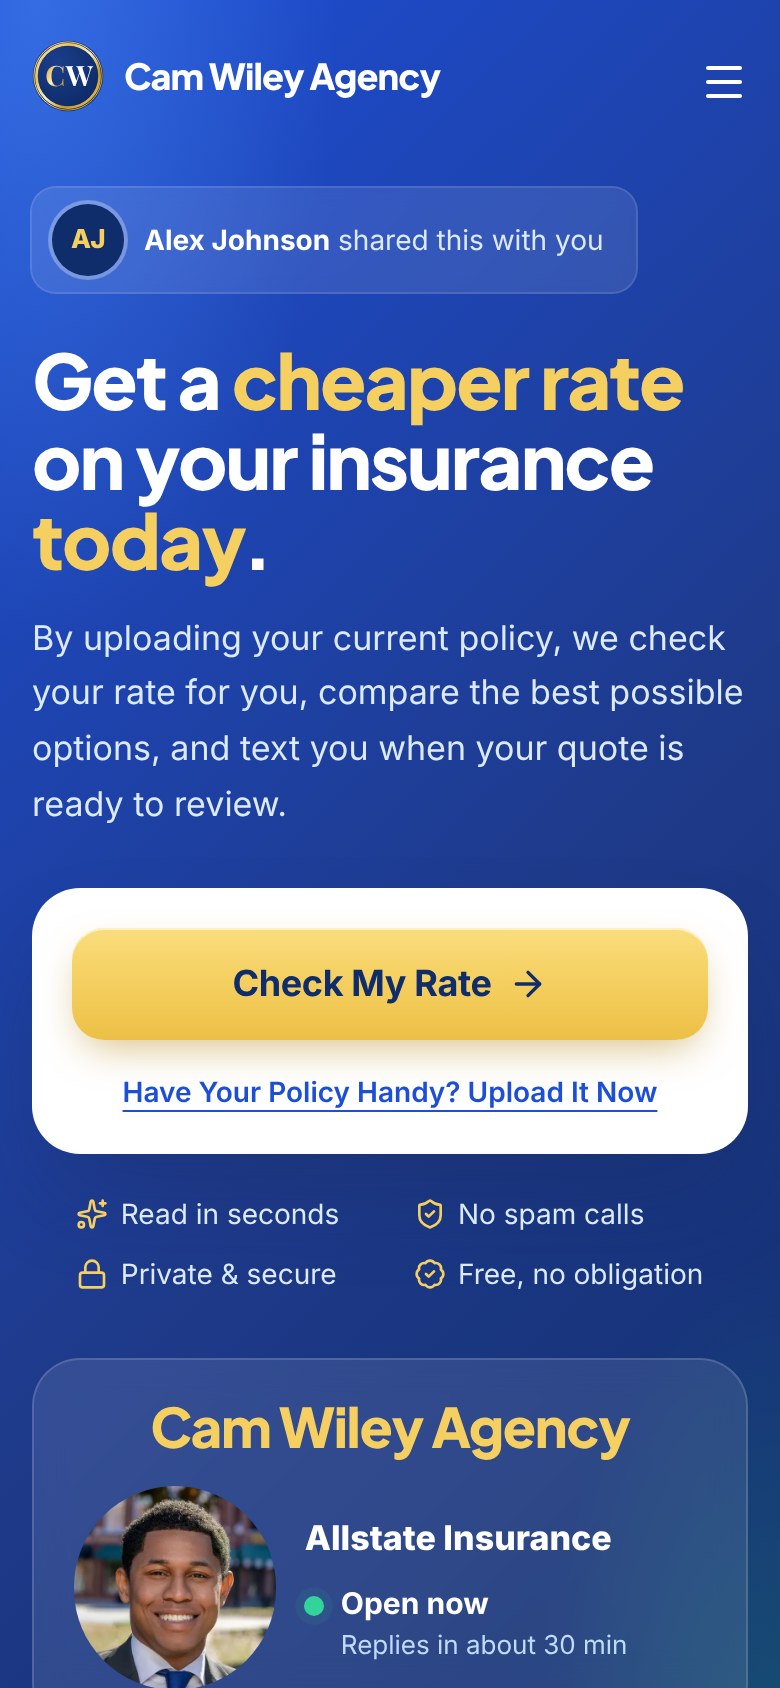 CW
Cam Wiley Agency
AJ
Alex Johnson shared this with you
Get a cheaper rate
on your insurance
today.
By uploading your current policy, we check
your rate for you, compare the best possible
options, and text you when your quote is
ready to review.
Check My Rate →
Have Your Policy Handy? Upload It Now
Read in seconds
No spam calls
Private & secure
Free, no obligation
Cam Wiley Agency
Allstate Insurance
Open now
Replies in about 30 min